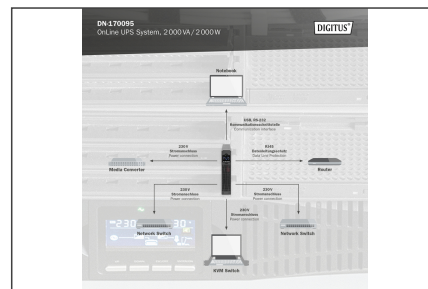 DN-170095
OnLine UPS System, 2000VA / 2000W
DIGITUS®
Notebook
USB, RS-232
Kommunikationsschnittstelle
Communication interface
230V
Stromanschluss
Power connection
Media Converter
RJ45
Datenleitungsschutz
Data Line Protection
Router
230V
Stromanschluss
Power connection
Network Switch
230V
Stromanschluss
Power connection
Network Switch
230V
Stromanschluss
Power connection
KVM Switch